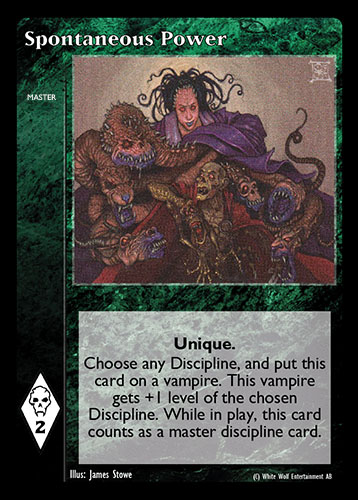 Spontaneous Power
MASTER
Unique.
Choose any Discipline, and put this
card on a vampire. This vampire
gets +1 level of the chosen
Discipline. While in play, this card
counts as a master discipline card.
2
Illus: James Stowe
(C) White Wolf Entertainment AB